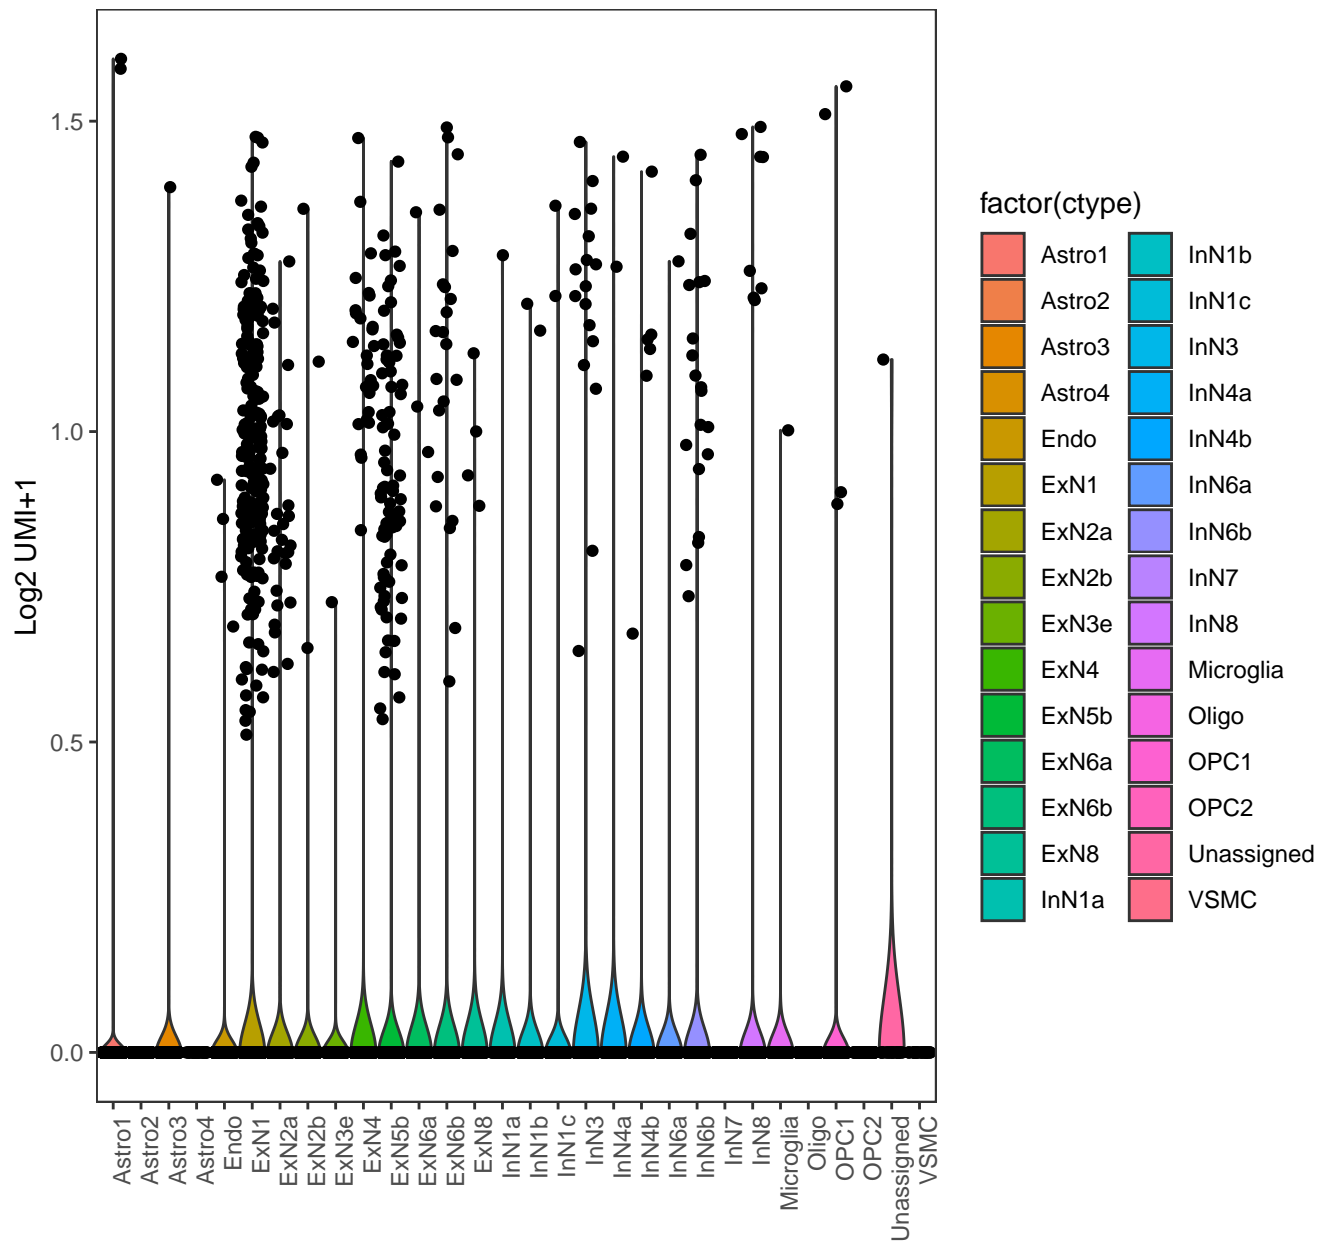 1.5
1.0
0.5
0.0
Log2 UMI+1
Astro1
Astro2
Astro3
Astro4
Endo
ExN1
ExN2a
ExN2b
ExN3e
ExN4
ExN5b
ExN6a
ExN6b
ExN8
InN1a
InN1b
InN1c
InN3
InN4a
InN4b
InN6a
InN6b
InN7
InN8
Microglia
Oligo
OPC1
OPC2
Unassigned
VSMC
factor(ctype)
Astro1
Astro2
Astro3
Astro4
Endo
ExN1
ExN2a
ExN2b
ExN3e
ExN4
ExN5b
ExN6a
ExN6b
ExN8
InN1a
InN1b
InN1c
InN3
InN4a
InN4b
InN6a
InN6b
InN7
InN8
Microglia
Oligo
OPC1
OPC2
Unassigned
VSMC